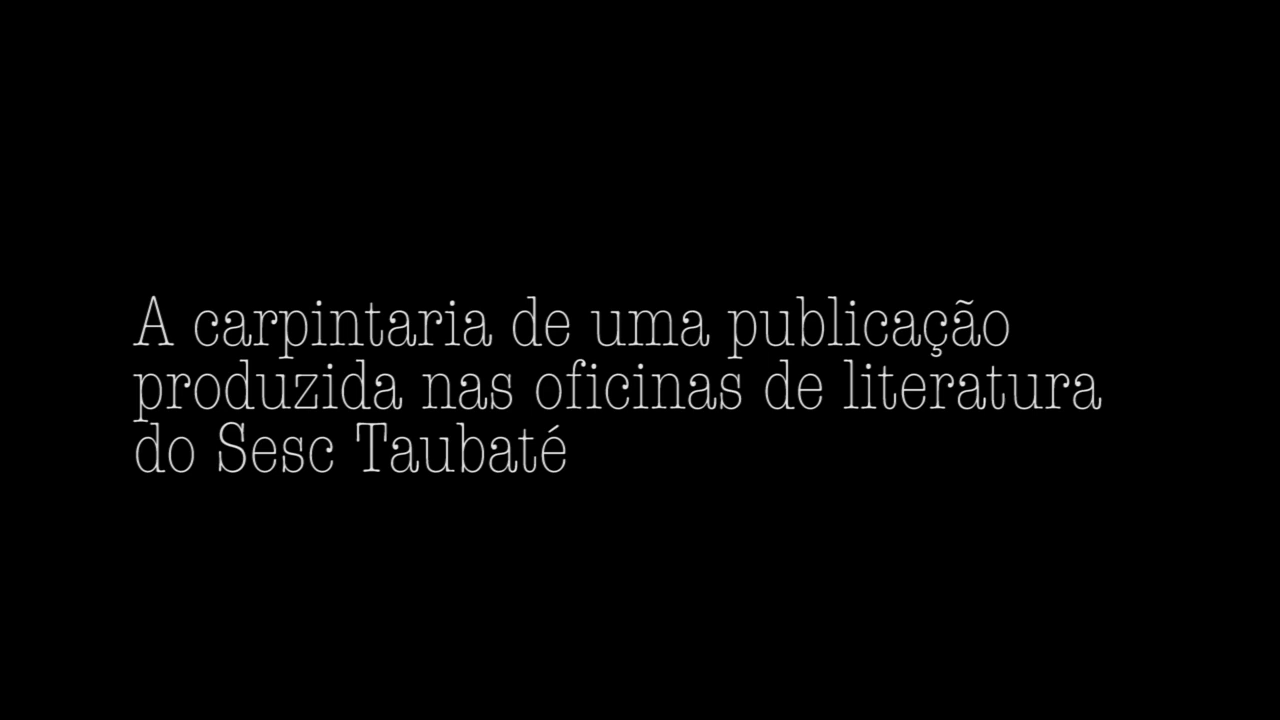 A carpintaria de uma publicação
produzida nas oficinas de literatura
do Sesc Taubaté